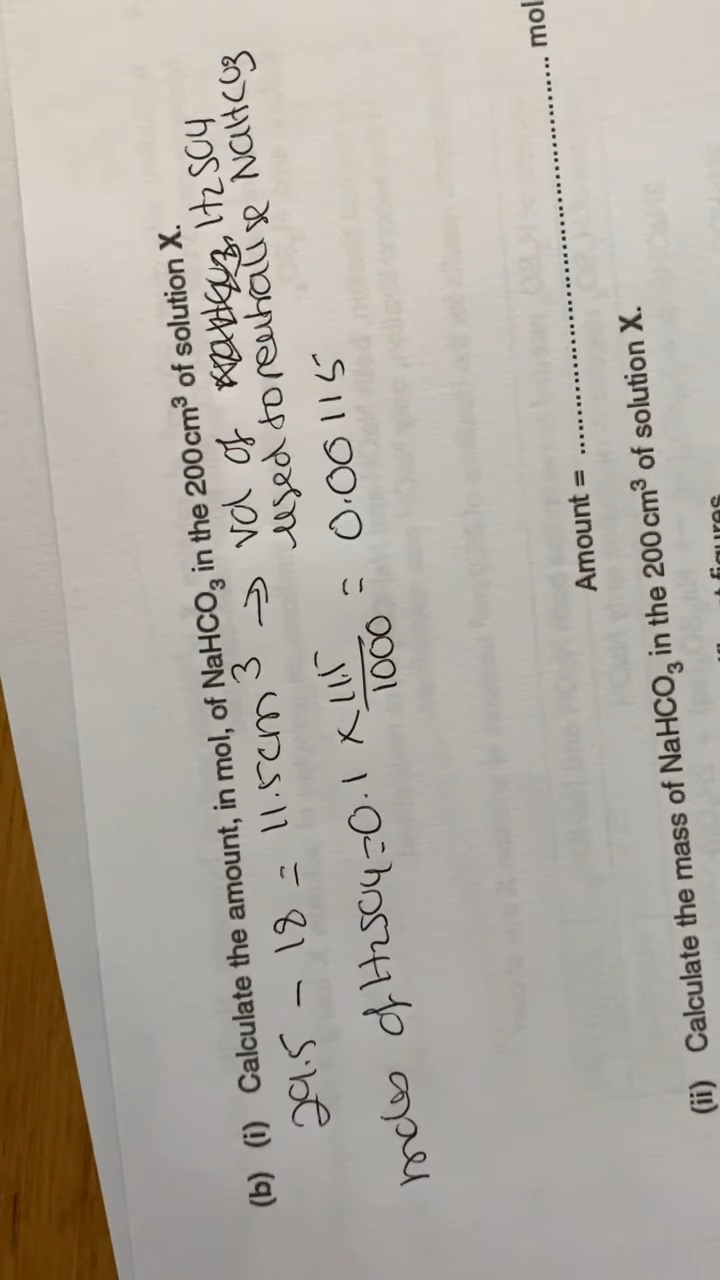 (b) (i) Calculate the amount, in mol, of NaHCO₃ in the 200 cm³ of solution X.
29.5 – 18 = 11.5cm³ → vol of H₂SO₄
used to neutralise NaHCO₃
moles of H₂SO₄ = 0.1 × 11.5/1000 = 0.00115
Amount = ........................................................ mol
(ii) Calculate the mass of NaHCO₃ in the 200 cm³ of solution X.
figures